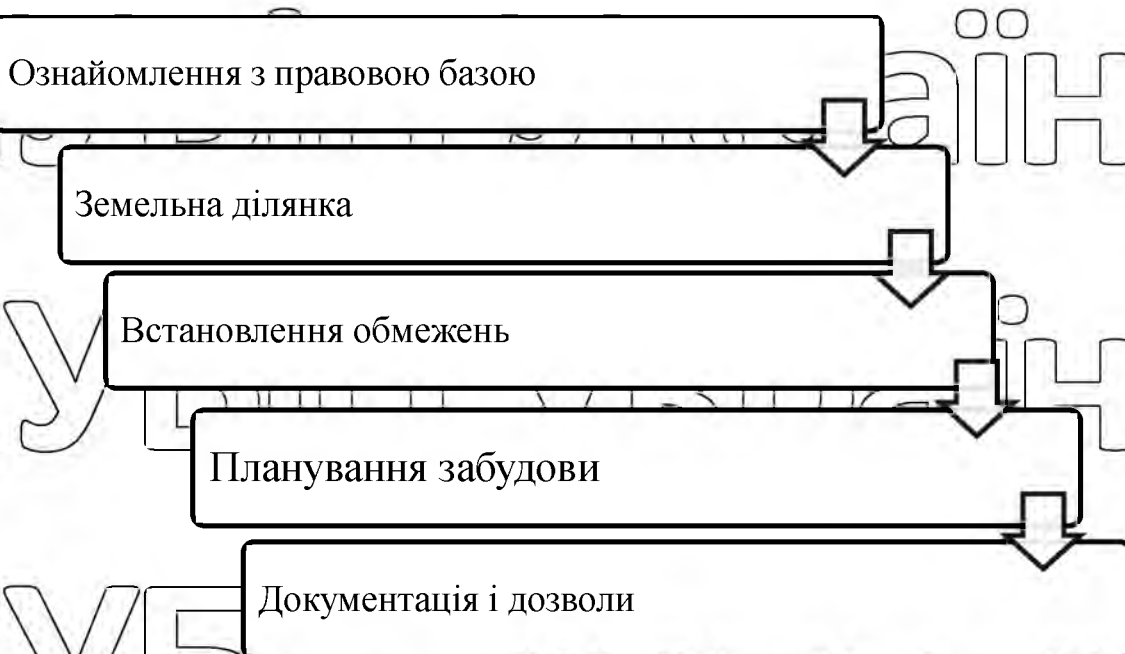 Ознайомлення з правовою базою
Земельна ділянка
Встановлення обмежень
Планування забудови
Документація і дозволи